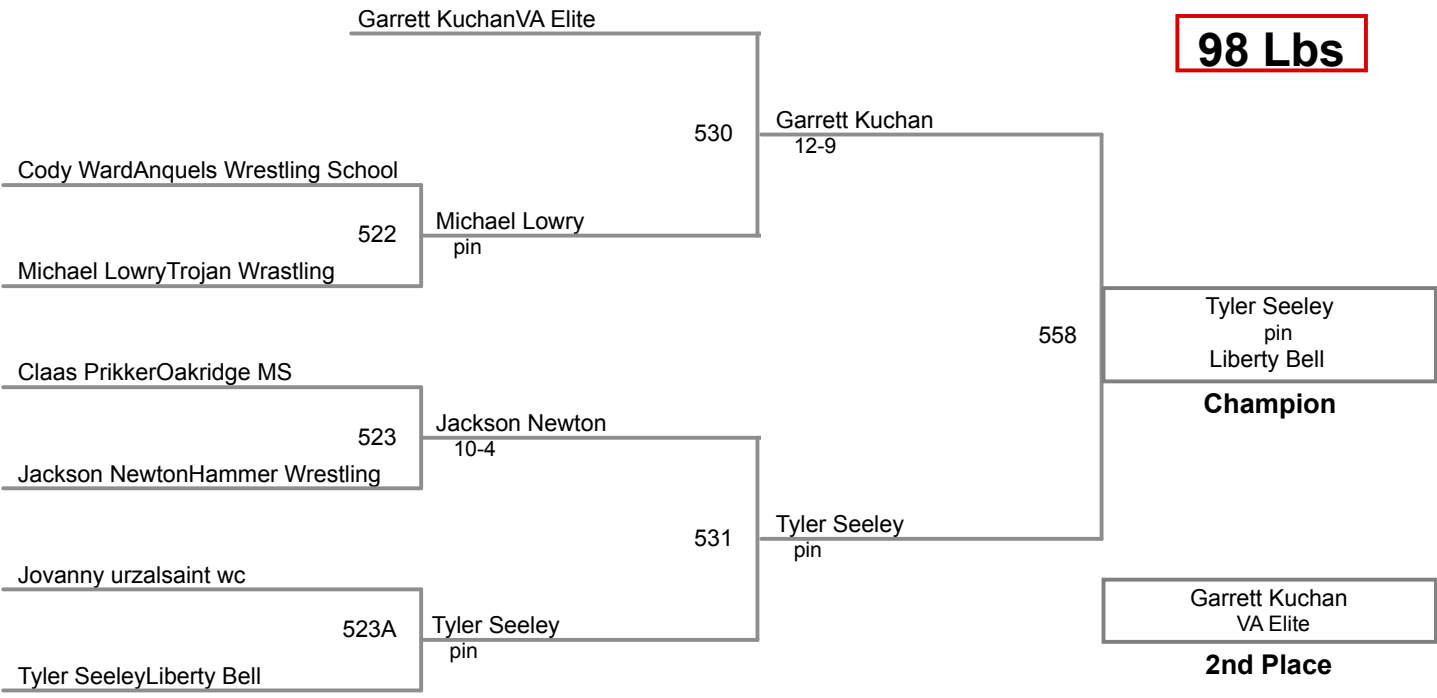 Garrett KuchanVA Elite
98 Lbs
530
Garrett Kuchan
12-9
Cody WardAnquels Wrestling School
522
Michael Lowry
pin
Michael LowryTrojan Wrastling
558
Tyler Seeley
pin
Liberty Bell
Champion
Claas PrikkerOakridge MS
523
Jackson Newton
10-4
Jackson NewtonHammer Wrestling
531
Tyler Seeley
pin
Jovanny urzalsaint wc
523A
Tyler Seeley
pin
Tyler SeeleyLiberty Bell
Garrett Kuchan
VA Elite
2nd Place